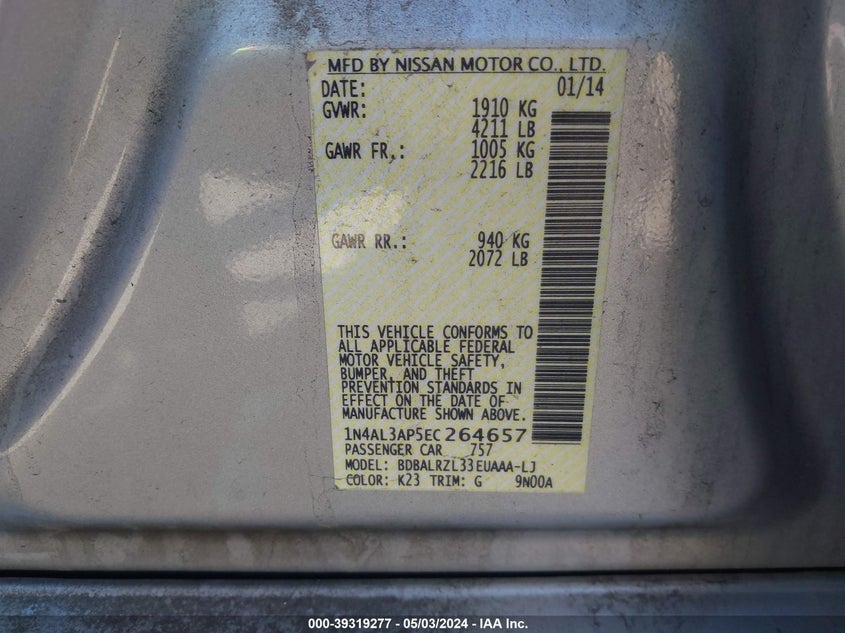 MFD BY NISSAN MOTOR CO., LTD.
DATE: 01/14
GVWR: 1910 KG
4211 LB
GAWR FR.: 1005 KG
2216 LB
GAWR RR.: 940 KG
2072 LB
THIS VEHICLE CONFORMS TO
ALL APPLICABLE FEDERAL
MOTOR VEHICLE SAFETY,
BUMPER, AND THEFT
PREVENTION STANDARDS IN
EFFECT ON THE DATE OF
MANUFACTURE SHOWN ABOVE.
1N4AL3AP5EC264657
PASSENGER CAR 757
MODEL: BDBALRZL33EUAAA-LJ
COLOR: K23 TRIM: G 9N00A
000-39319277 - 05/03/2024 - IAA Inc.